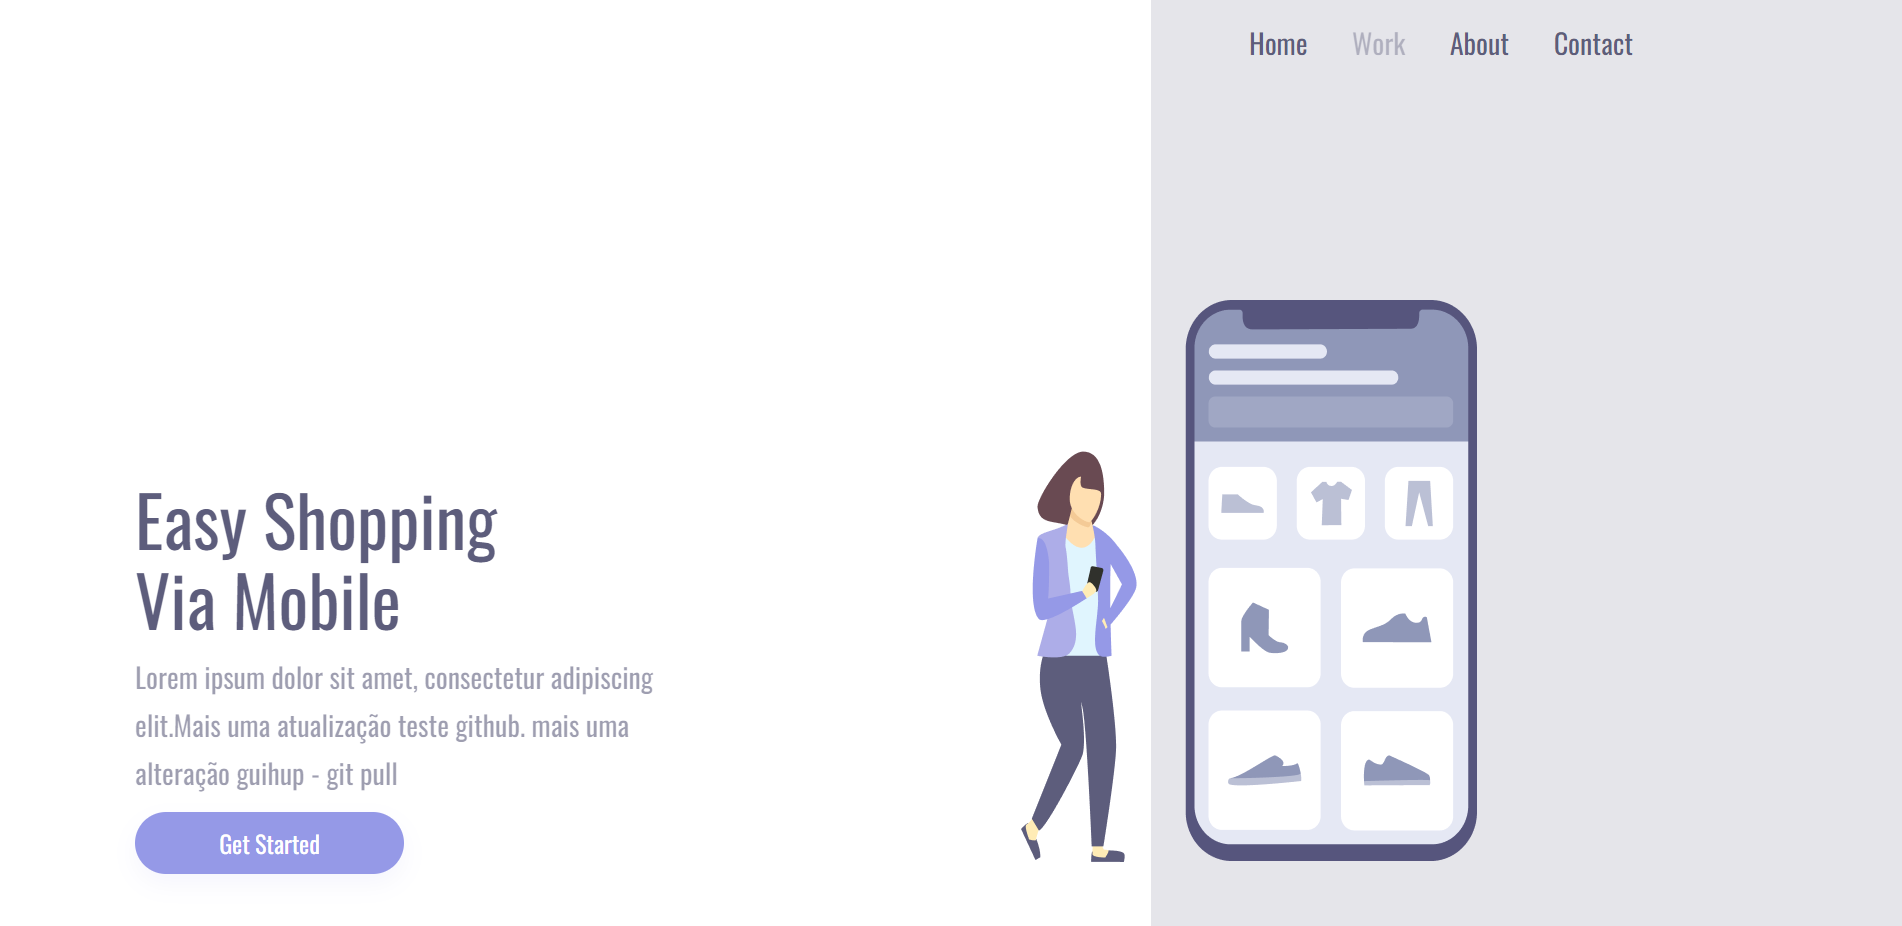 Home Work About Contact
Easy Shopping
Via Mobile
Lorem ipsum dolor sit amet, consectetur adipiscing
elit.Mais uma atualização teste github. mais uma
alteração guihup - git pull
Get Started